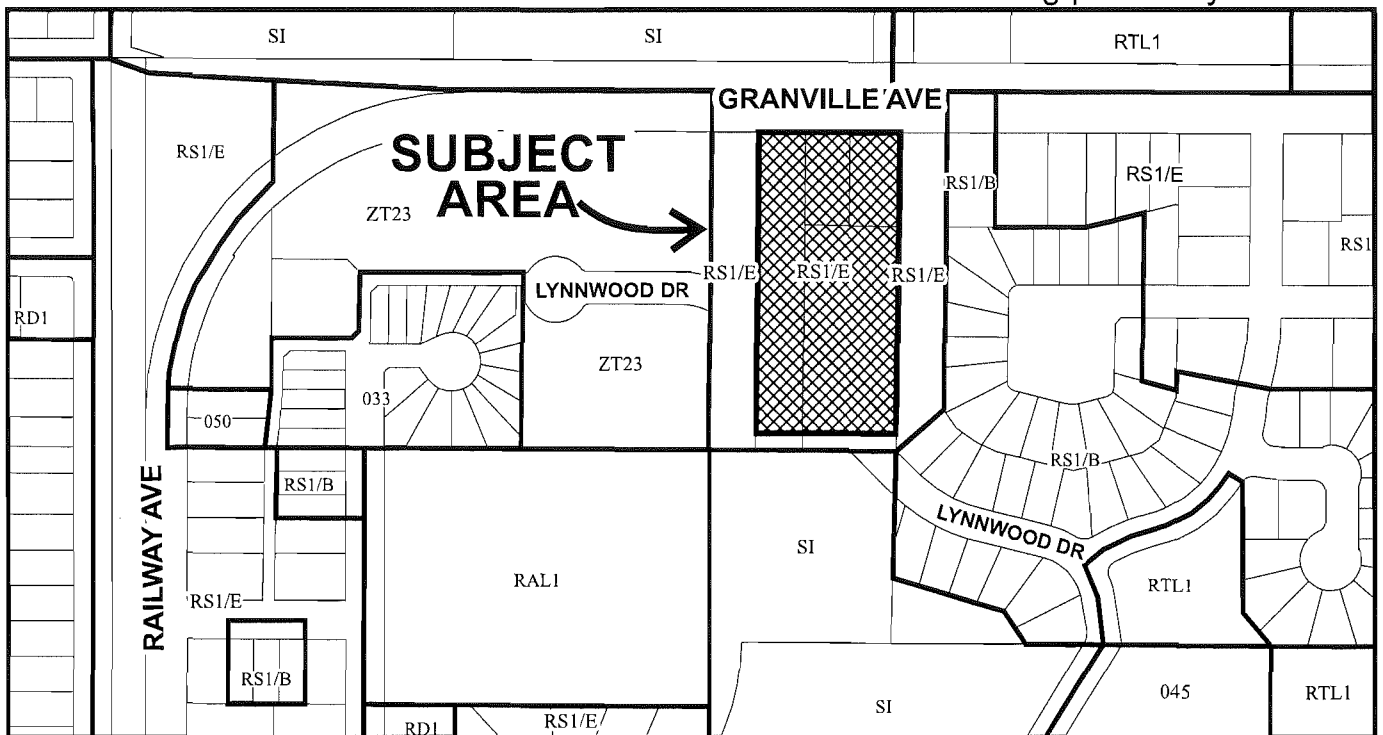 SI
SI
RTL1
GRANVILLE AVE
RS1/E
SUBJECT
AREA
ZT23
RS1/B
RS1/E
RS1
RS1/E
RS1/E
RS1/E
LYNNWOOD DR
RD1
ZT23
033
050
RS1/B
RS1/B
LYNNWOOD DR
RAILWAY AVE
SI
RAL1
RTL1
RS1/E
RS1/B
045
RTL1
SI
RD1
RS1/E